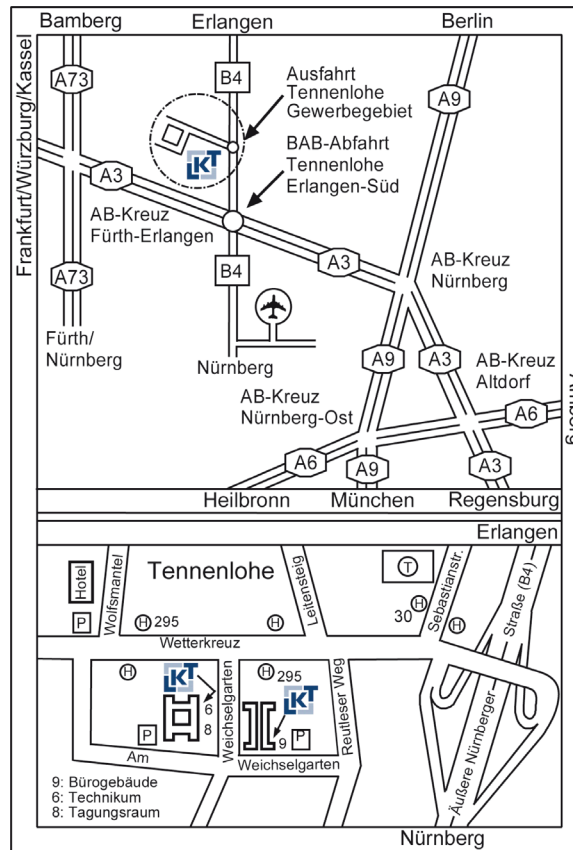 Bamberg
Erlangen
Berlin
A73
B4
A9
Ausfahrt
Tennenlohe
Gewerbegebiet
Frankfurt/Würzburg/Kassel
LKT
BAB-Abfahrt
Tennenlohe
Erlangen-Süd
A3
AB-Kreuz
Fürth-Erlangen
A73
B4
A3
AB-Kreuz
Nürnberg
Fürth/
Nürnberg
Nürnberg
A9
A3
AB-Kreuz
Altdorf
AB-Kreuz
Nürnberg-Ost
A6
A6
A9
A3
Heilbronn
München
Regensburg
Erlangen
Hotel
Wolfsmantel
Tennenlohe
Leitensteig
T
Sebastianstr.
Straße (B4)
P
H
295
H
30
H
H
Wetterkreuz
H
LKT
Weichselgarten
H
295
LKT
Reutleser Weg
6
8
P
9
P
Am
Weichselgarten
Äußere Nürnberger
9: Bürogebäude
6: Technikum
8: Tagungsraum
Nürnberg